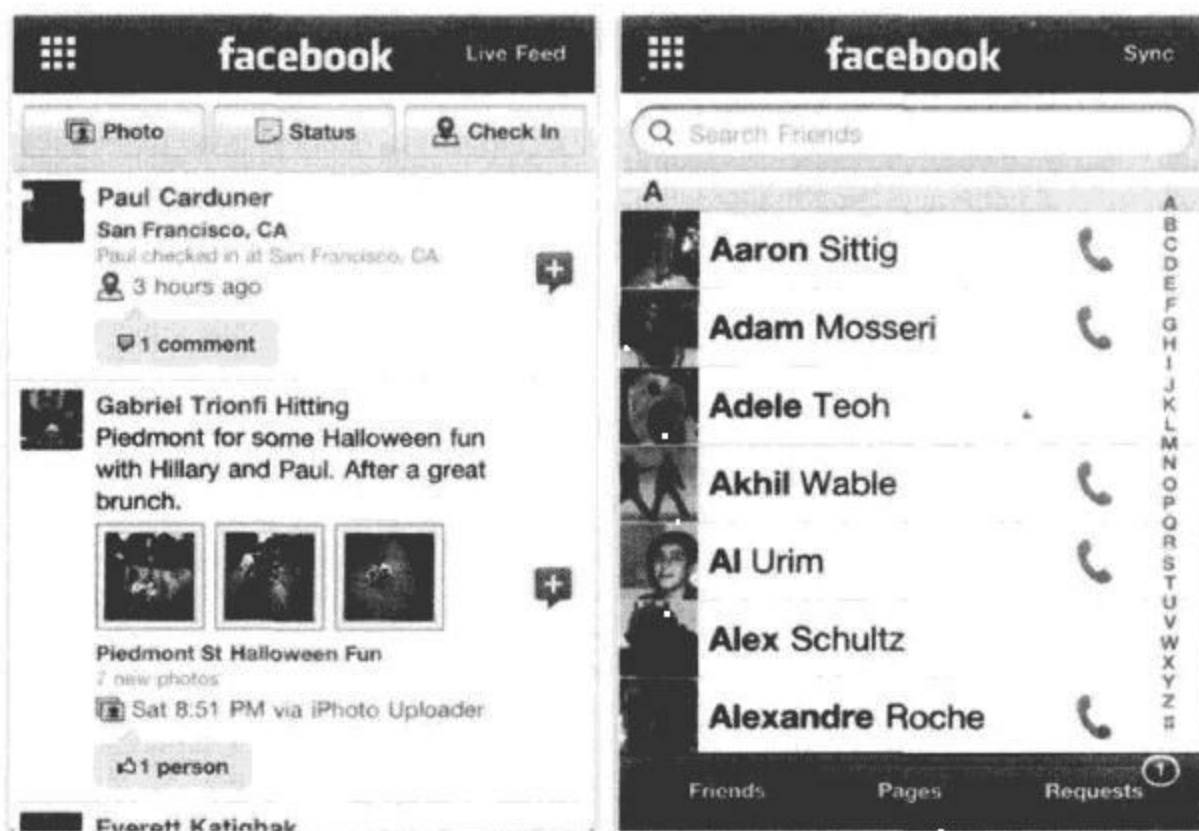 facebook
Live Feed
Photo
Status
Check In
Paul Carduner
San Francisco, CA
Paul checked in at San Francisco, CA
3 hours ago
1 comment
Gabriel Trionfi Hitting
Piedmont for some Halloween fun
with Hillary and Paul. After a great
brunch.
Piedmont St Halloween Fun
7 new photos
Sat 8:51 PM via iPhoto Uploader
1 person
Everett Katigbak
facebook
Sync
Search Friends
A
Aaron Sittig
Adam Mosseri
Adele Teoh
Akhil Wable
Al Urim
Alex Schultz
Alexandre Roche
A
B
C
D
E
F
G
H
I
J
K
L
M
N
O
P
Q
R
S
T
U
V
W
X
Y
Z
#
Friends
Pages
Requests
1